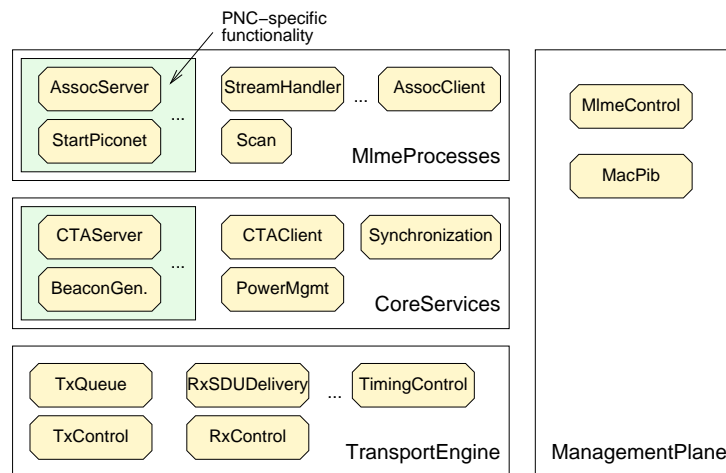 PNC-specific
functionality
AssocServer
StreamHandler
AssocClient
...
...
StartPiconet
Scan
MlmeProcesses
CTAServer
CTAClient
Synchronization
...
BeaconGen.
PowerMgmt
CoreServices
TxQueue
RxSDUDelivery
...
TimingControl
TxControl
RxControl
TransportEngine
MlmeControl
MacPib
ManagementPlane